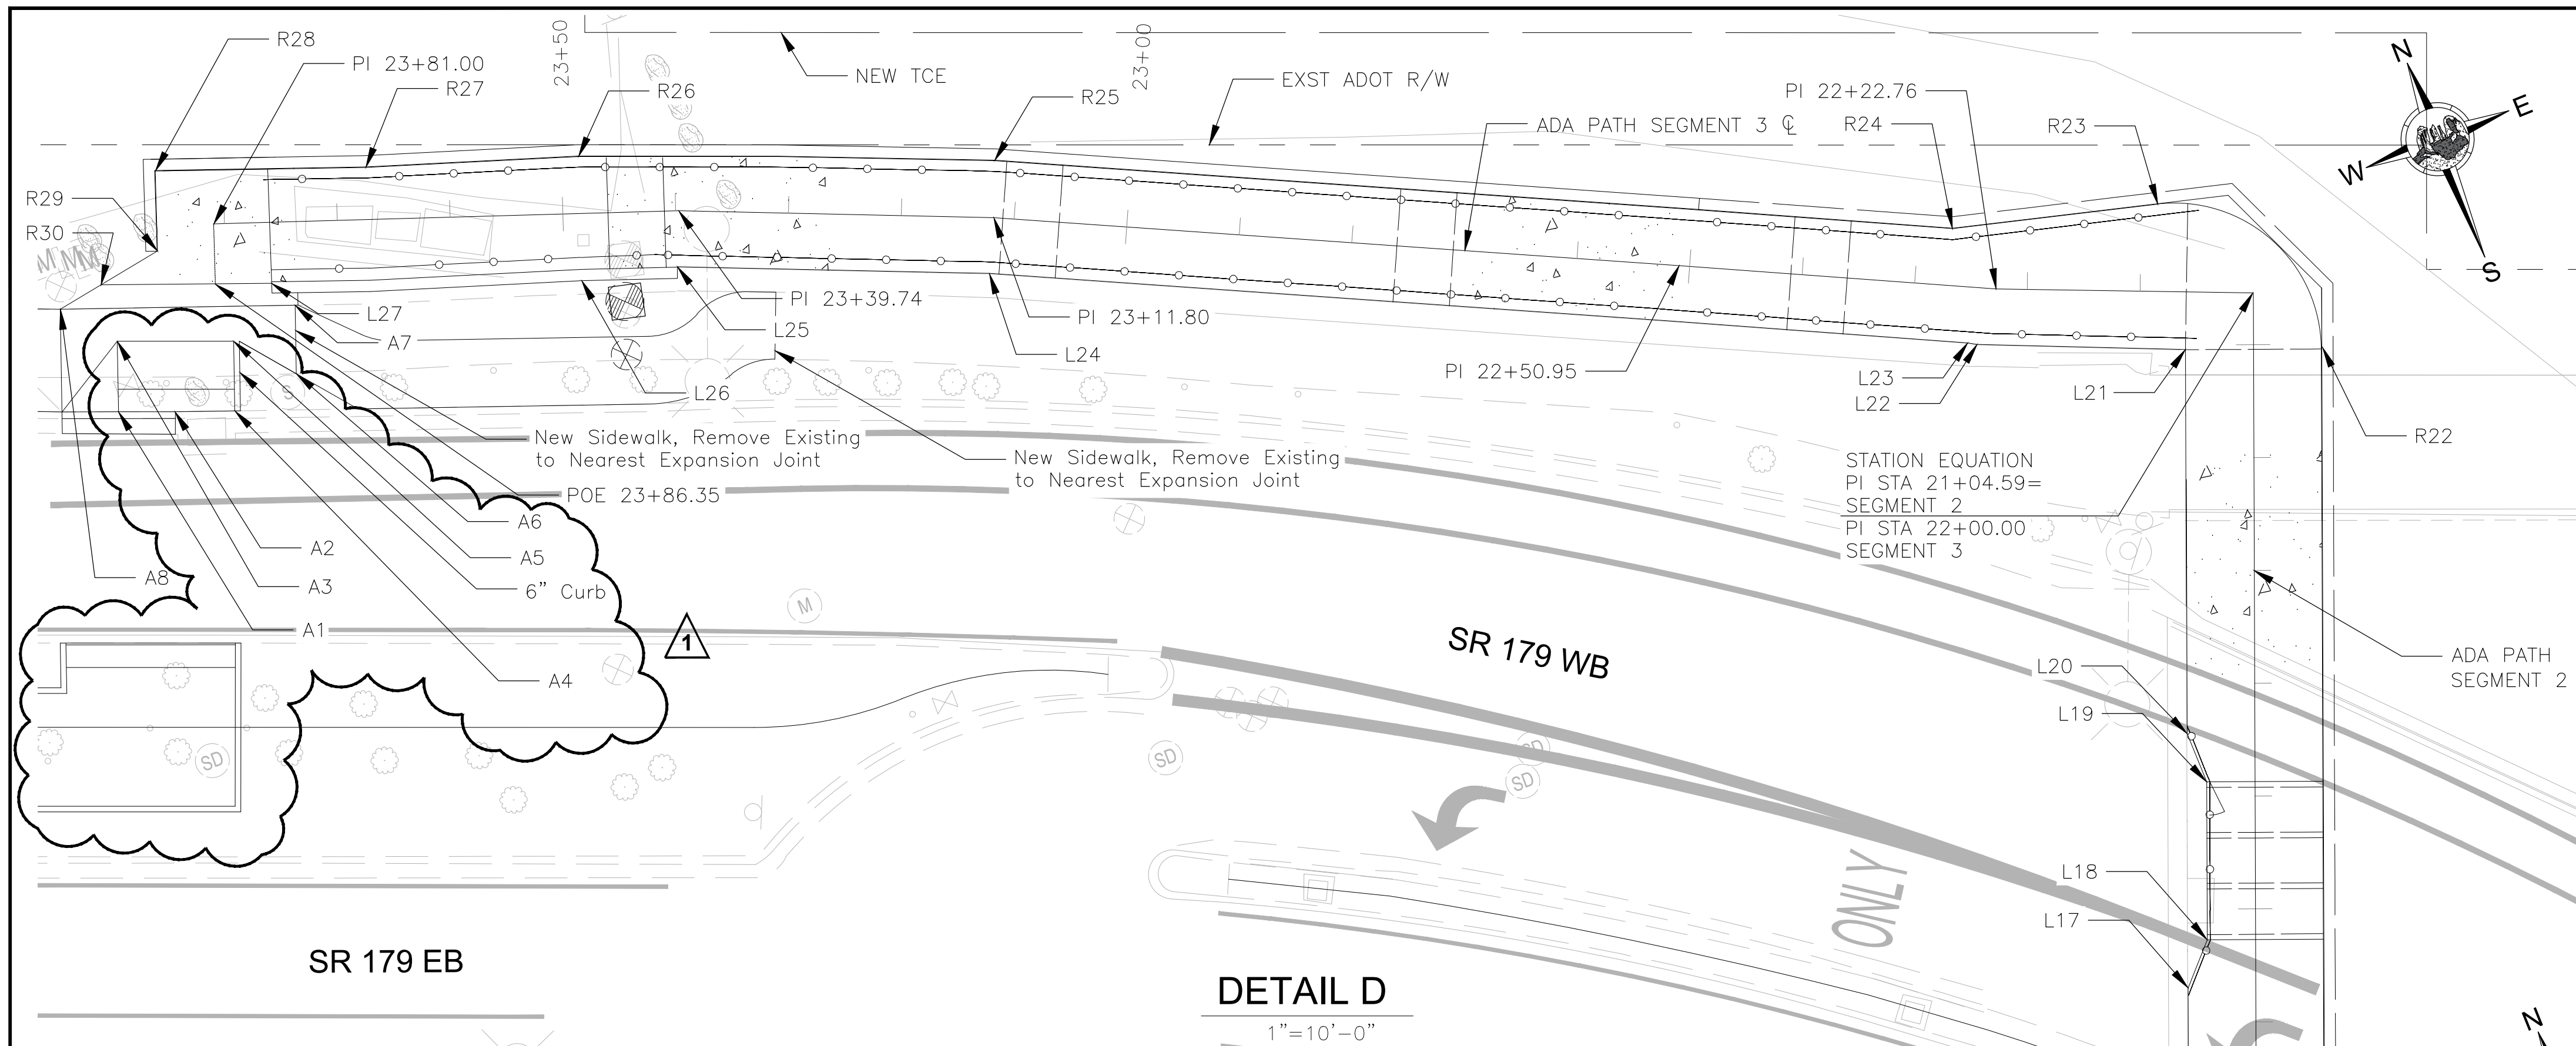 R28
PI 23+81.00
R27
23+50
NEW TCE
R26
23+00
R25
EXST ADOT R/W
PI 22+22.76
ADA PATH SEGMENT 3 ℄
R24
R23
N
E
W
S
R29
R30
MMMM
L27
A7
PI 23+39.74
L25
PI 23+11.80
L24
L26
PI 22+50.95
L23
L22
L21
R22
S
New Sidewalk, Remove Existing
to Nearest Expansion Joint
New Sidewalk, Remove Existing
to Nearest Expansion Joint
POE 23+86.35
STATION EQUATION
PI STA 21+04.59=
SEGMENT 2
PI STA 22+00.00
SEGMENT 3
A6
A2
A5
A8
A3
6" Curb
A1
A4
M
1
SR 179 WB
ADA PATH
SEGMENT 2
L20
L19
SD
SD
SD
SD
L18
L17
ONLY
SR 179 EB
DETAIL D
1"=10'-0"
N